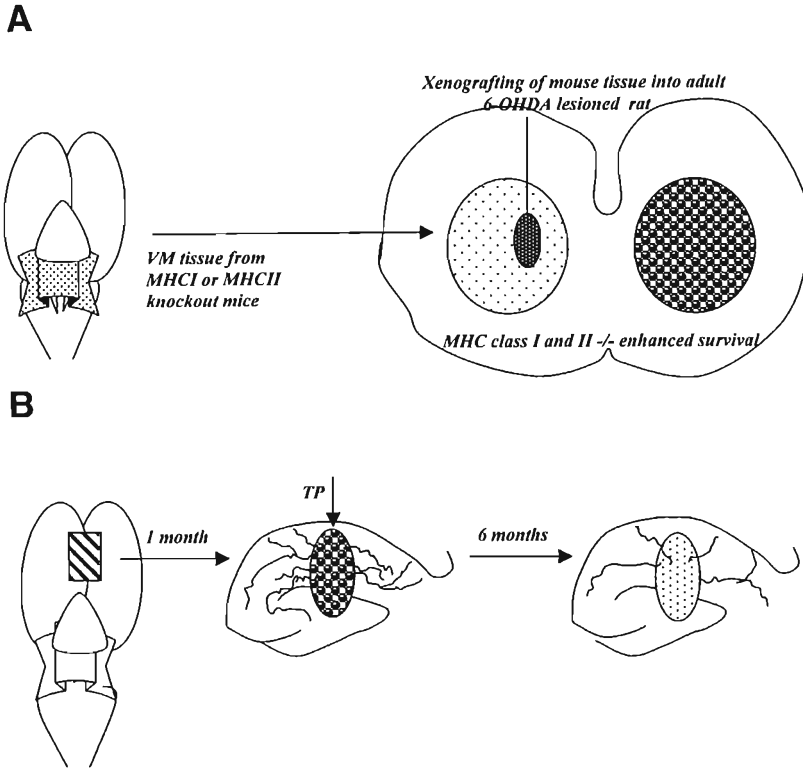 A
Xenografting of mouse tissue into adult
6-OHDA lesioned rat
VM tissue from
MHCI or MHCII
knockout mice
MHC class I and II -/- enhanced survival
B
TP
1 month
6 months